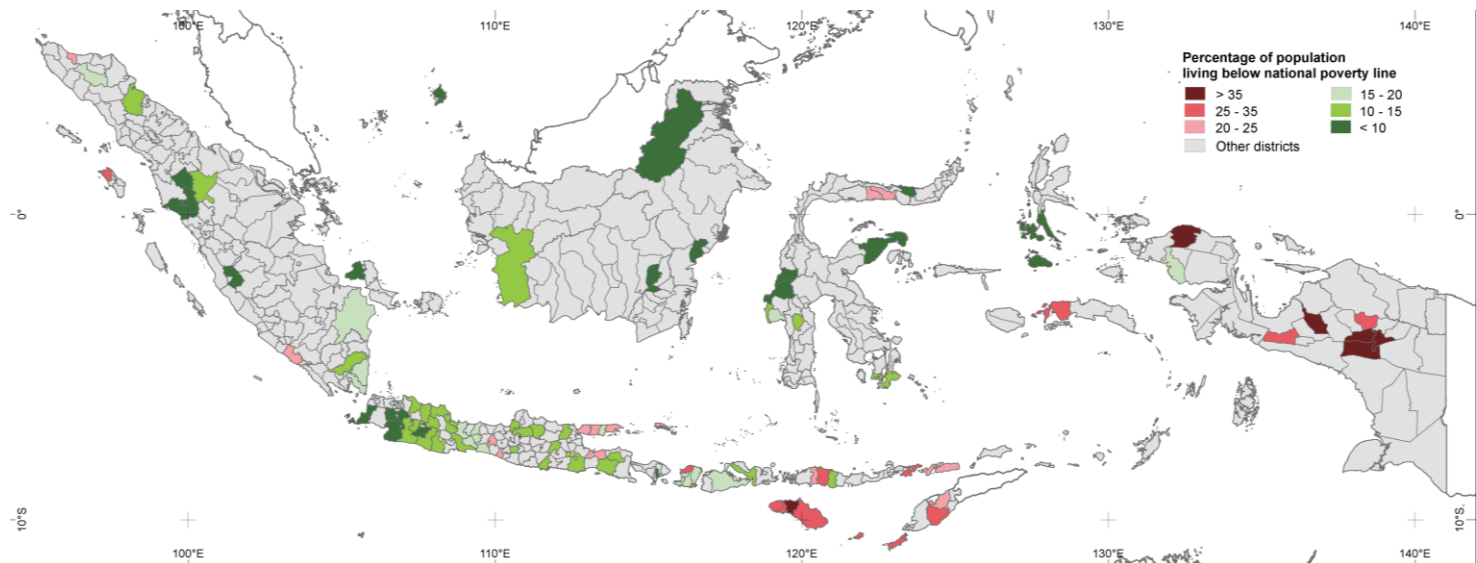 100°E
110°E
120°E
130°E
140°E
Percentage of population
living below national poverty line
> 35
25 - 35
20 - 25
15 - 20
10 - 15
< 10
Other districts
0°
0°
10°S
10°S.
100°E
110°E
120°E
130°E
140°E